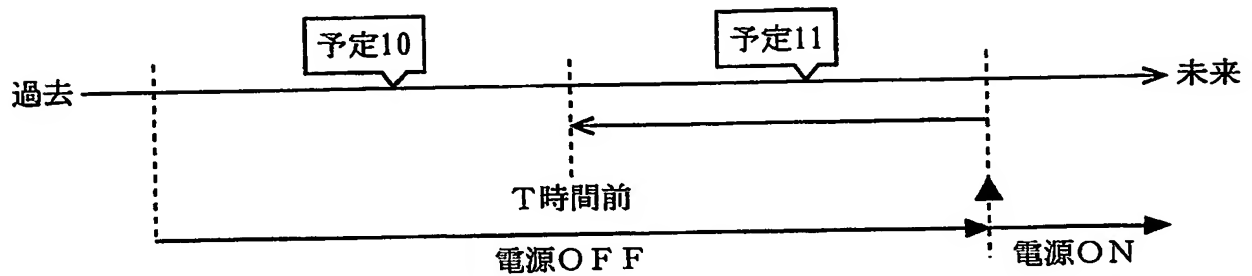 予定10
予定11
過去
未来
T時間前
電源OFF
電源ON